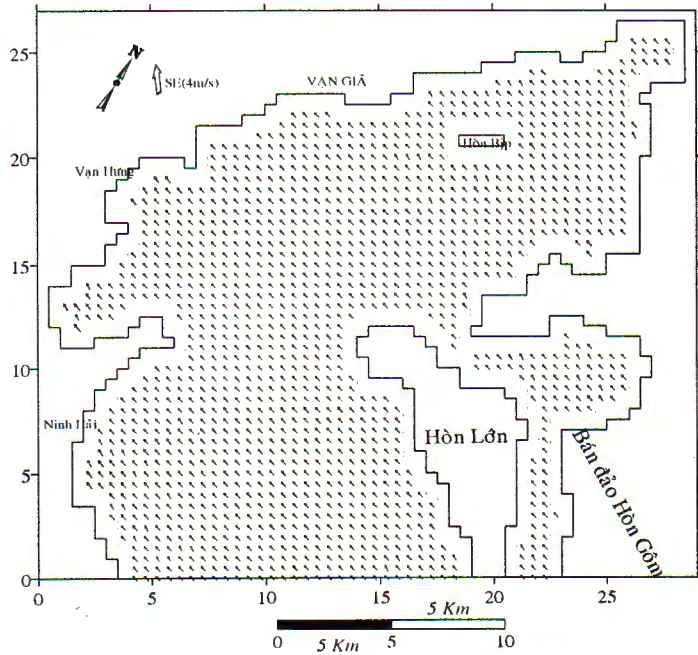 25
20
15
10
5
0
N
SE(4m/s)
VẠN GIÃ
Hòn Bịp
Vạn Hưng
Ninh Hải
Hòn Lớn
Bán đảo Hòn Gốm
0 5 10 15 20 25
5 Km
0 5 Km 5 10